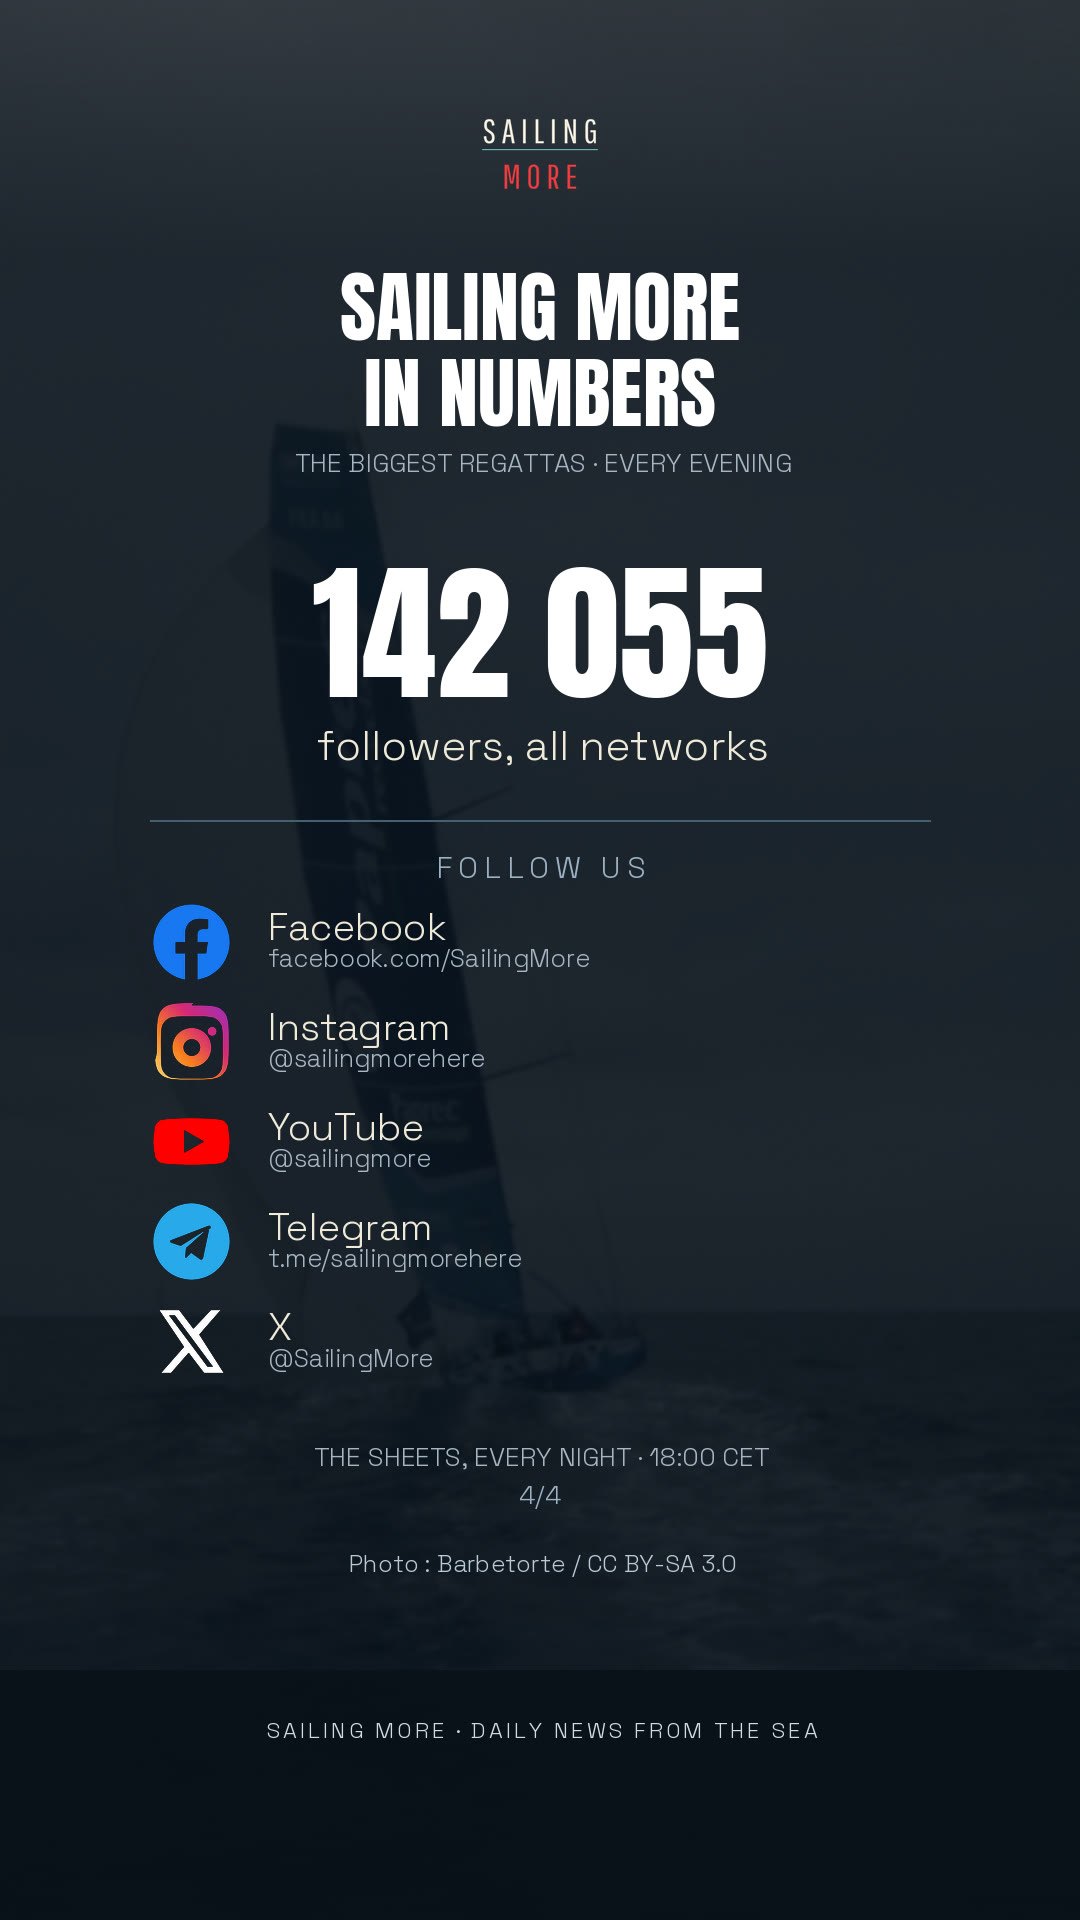 SAILING
MORE
SAILING MORE
IN NUMBERS
THE BIGGEST REGATTAS · EVERY EVENING
142 055
followers, all networks
FOLLOW US
Facebook
facebook.com/SailingMore
Instagram
@sailingmorehere
YouTube
@sailingmore
Telegram
t.me/sailingmorehere
X
@SailingMore
THE SHEETS, EVERY NIGHT · 18:00 CET
4/4
Photo : Barbetorte / CC BY-SA 3.0
SAILING MORE · DAILY NEWS FROM THE SEA